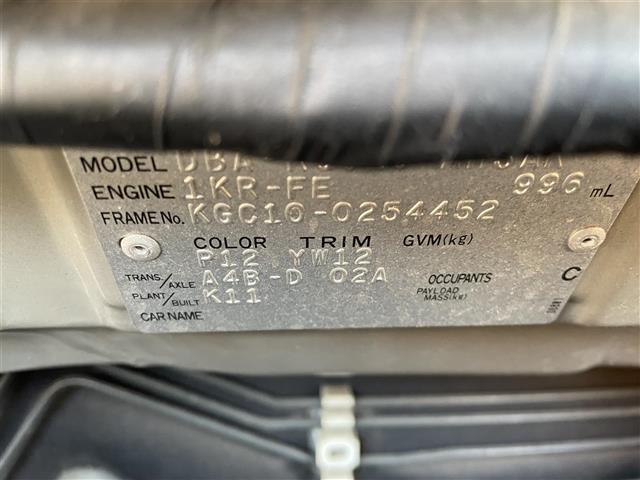 MODEL DBA-
ENGINE 1KR-FE 996 mL
FRAME No. KGC10-0254452
COLOR TRIM GVM(kg)
P12 YW12
TRANS./AXLE A4B-D 02A OCCUPANTS C
PLANT/BUILT K11 PAYLOAD MASS(kg)
CAR NAME